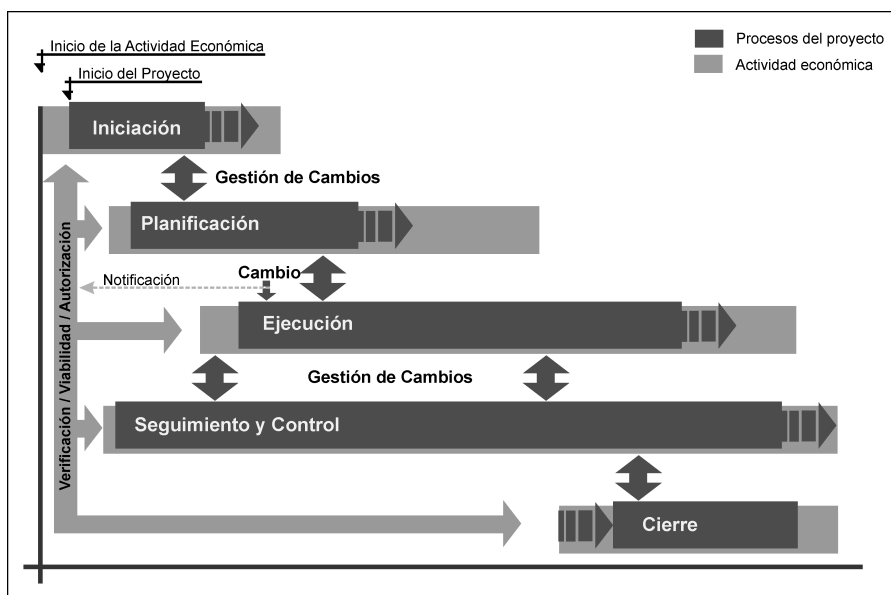 Inicio de la Actividad Económica
Inicio del Proyecto
Procesos del proyecto
Actividad económica
Iniciación
Gestión de Cambios
Planificación
Cambio
Notificación
Ejecución
Gestión de Cambios
Seguimiento y Control
Cierre
Verificación / Viabilidad / Autorización